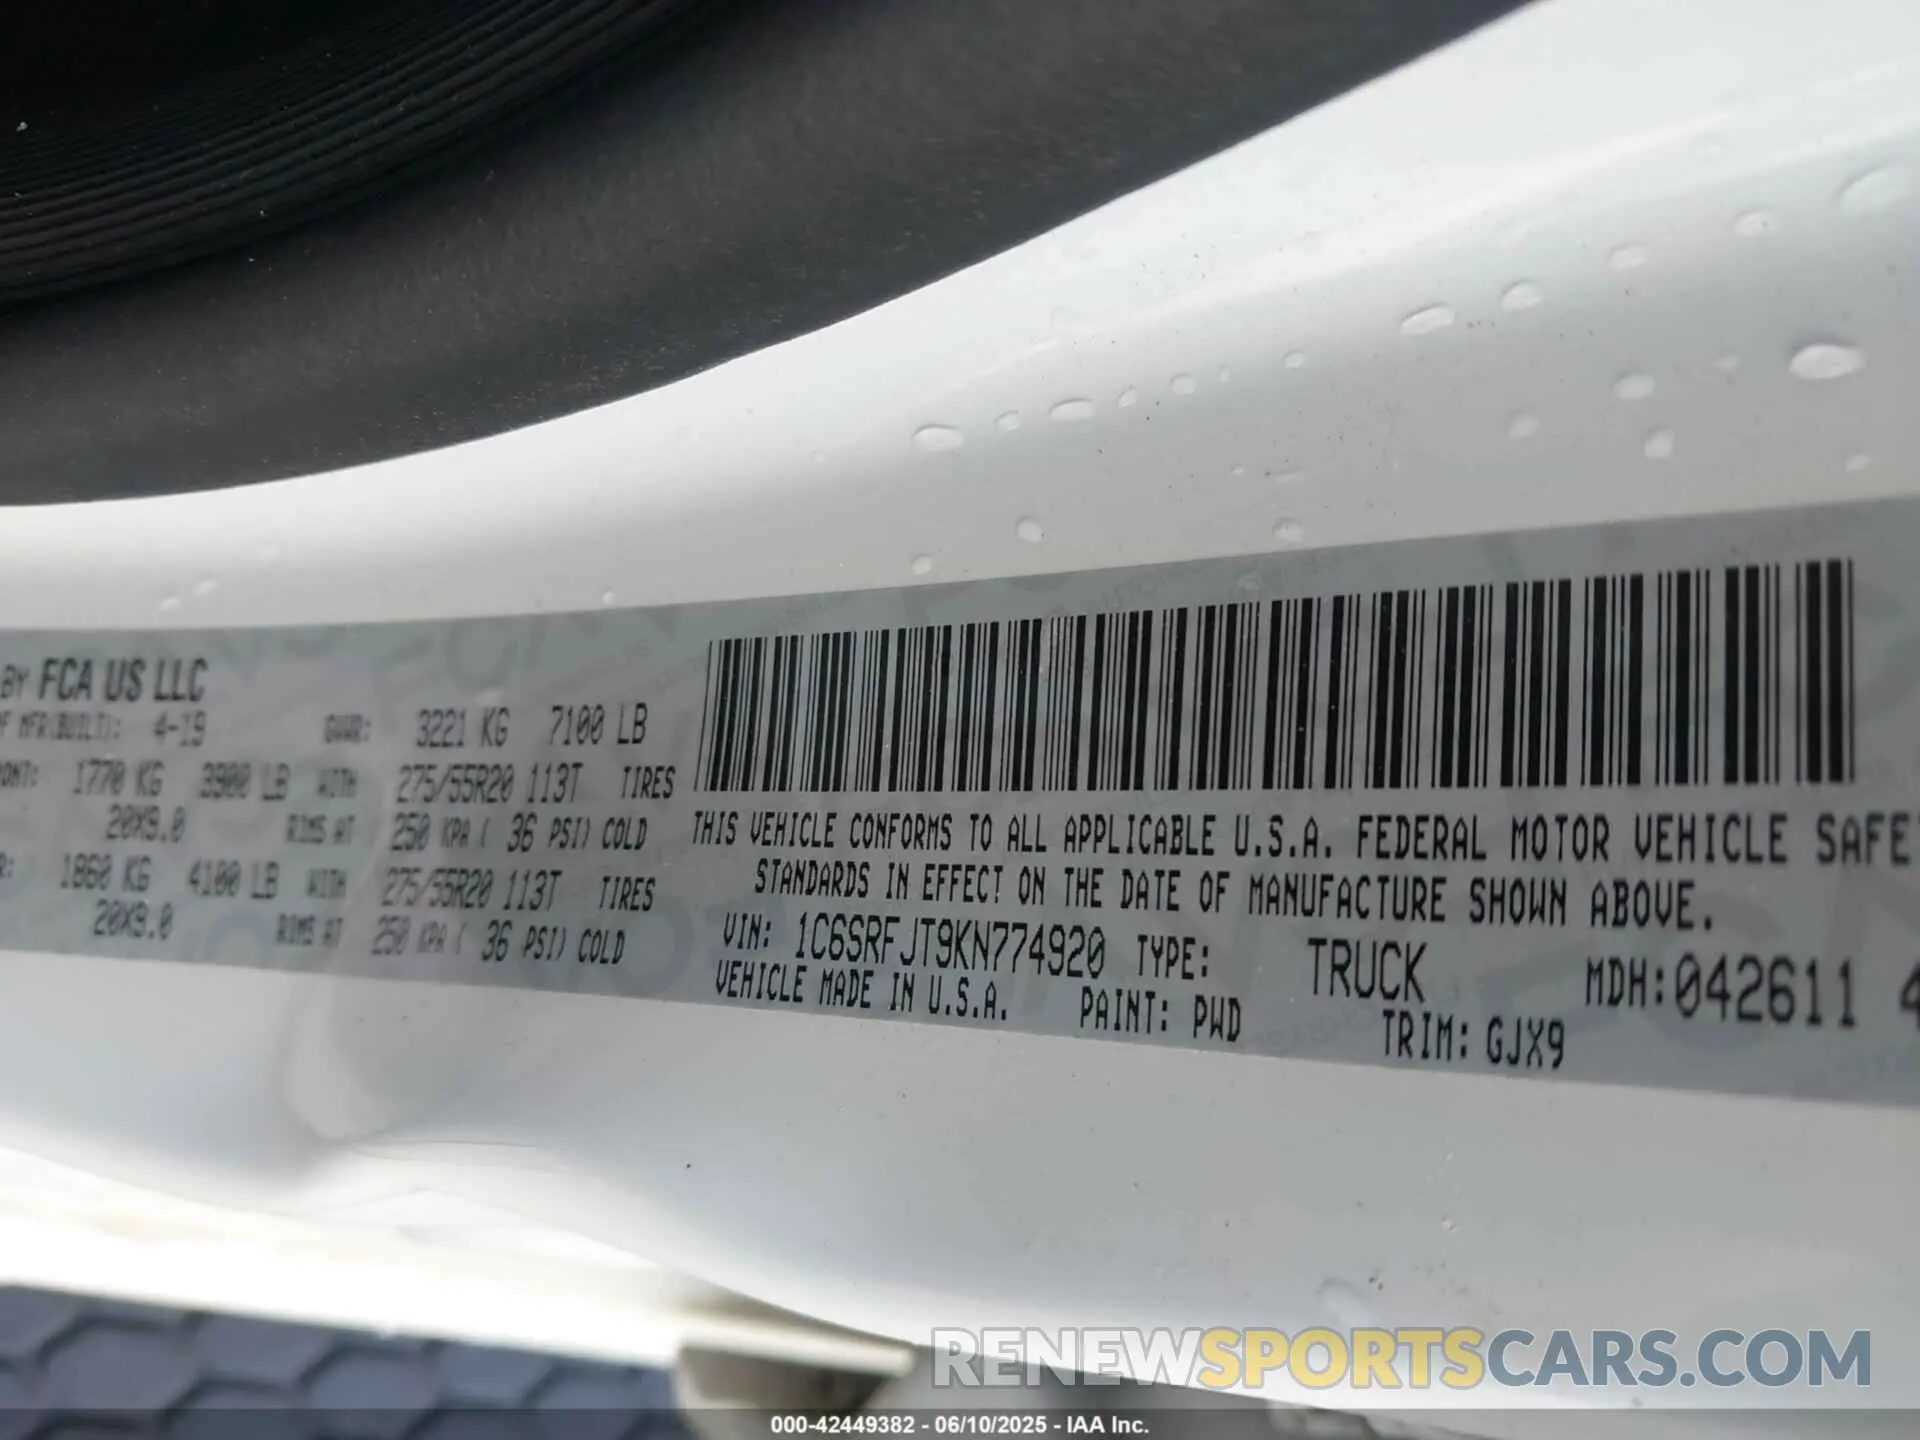 BY FCA US LLC
MFR(BUILT): 4-19 GVWR: 3221 KG 7100 LB
1770 KG 3900 LB WITH 275/55R20 113T TIRES
20X9.0 RIMS AT 250 KPA ( 36 PSI) COLD
1860 KG 4100 LB WITH 275/55R20 113T TIRES
20X9.0 RIMS AT 250 KPA ( 36 PSI) COLD
THIS VEHICLE CONFORMS TO ALL APPLICABLE U.S.A. FEDERAL MOTOR VEHICLE SAFE
STANDARDS IN EFFECT ON THE DATE OF MANUFACTURE SHOWN ABOVE.
VIN: 1C6SRFJT9KN774920 TYPE: TRUCK MDH:042611 4
VEHICLE MADE IN U.S.A. PAINT: PWD TRIM: GJX9
RENEWSPORTSCARS.COM
000-42449382 - 06/10/2025 - IAA Inc.